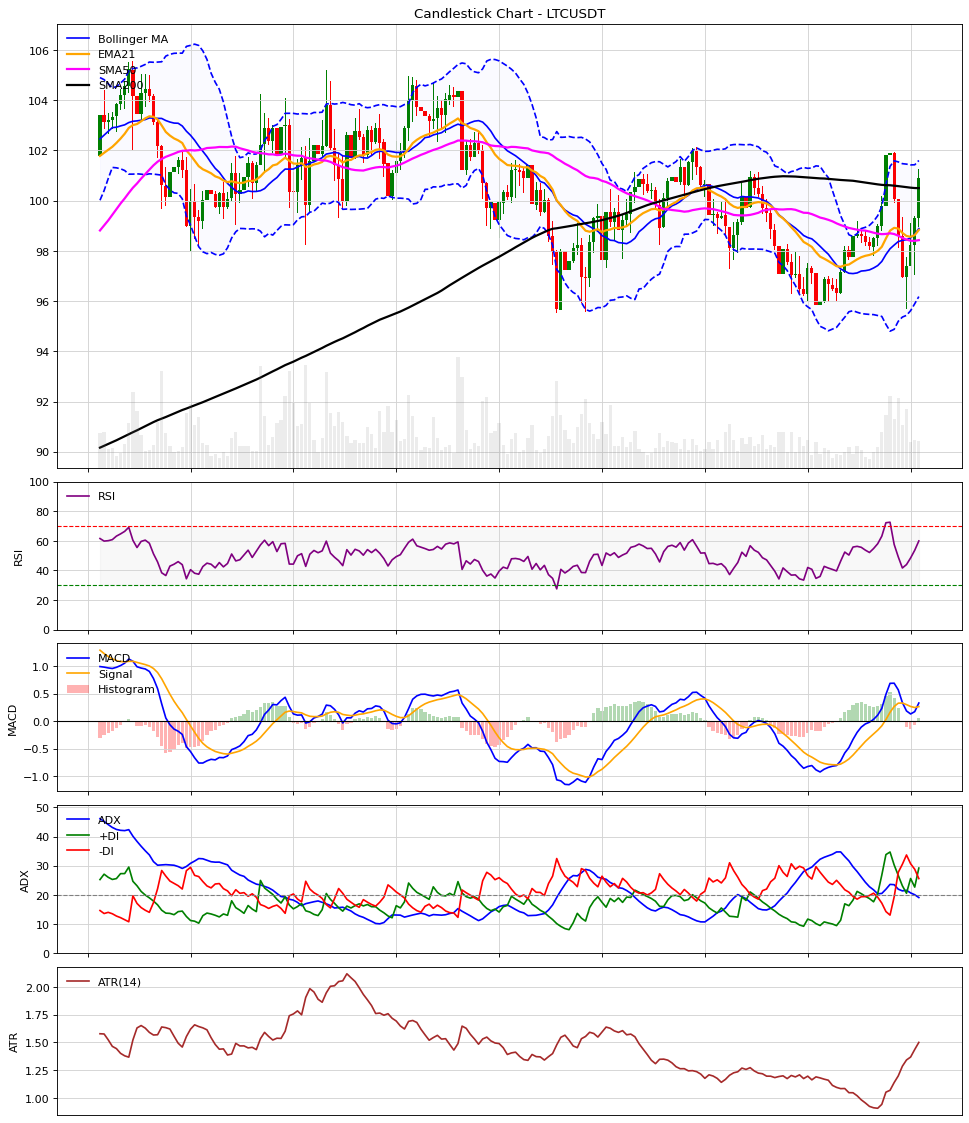 Candlestick Chart - LTCUSDT
Bollinger MA
EMA21
SMA50
SMA200
106
104
102
100
98
96
94
92
90
RSI
100
80
60
40
20
0
RSI
MACD
Signal
Histogram
1.0
0.5
0.0
−0.5
−1.0
MACD
ADX
+DI
-DI
50
40
30
20
10
0
ADX
ATR(14)
2.00
1.75
1.50
1.25
1.00
ATR